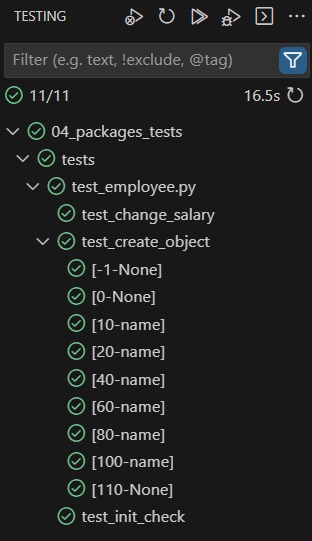 TESTING
Filter (e.g. text, !exclude, @tag)
11/11 16.5s
04_packages_tests
tests
test_employee.py
test_change_salary
test_create_object
[-1-None]
[0-None]
[10-name]
[20-name]
[40-name]
[60-name]
[80-name]
[100-name]
[110-None]
test_init_check